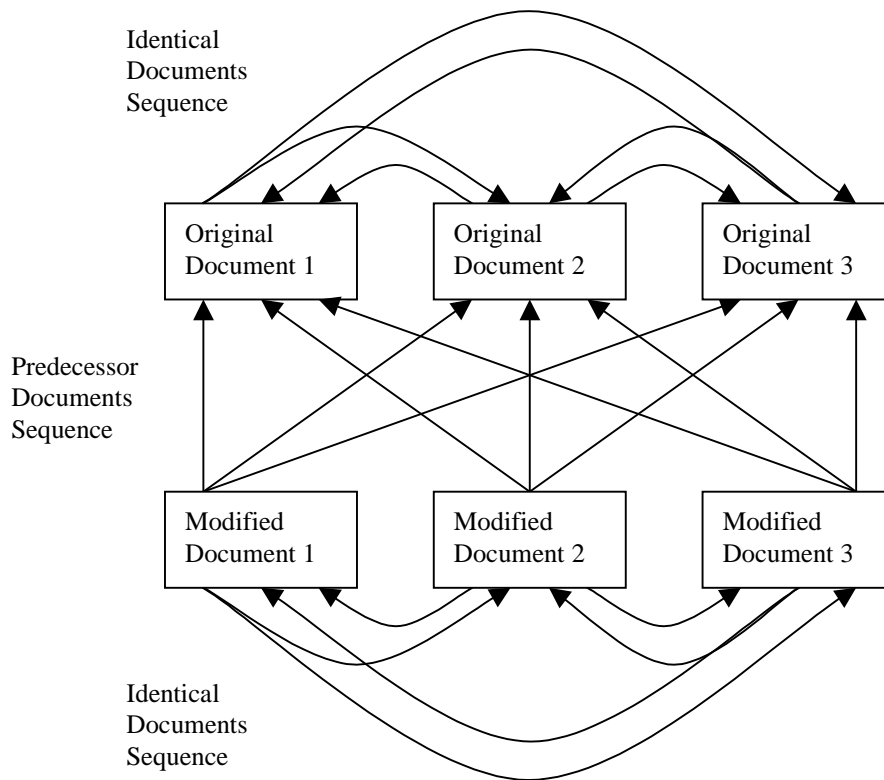 Identical
Documents
Sequence
Original
Document 1
Original
Document 2
Original
Document 3
Predecessor
Documents
Sequence
Modified
Document 1
Modified
Document 2
Modified
Document 3
Identical
Documents
Sequence